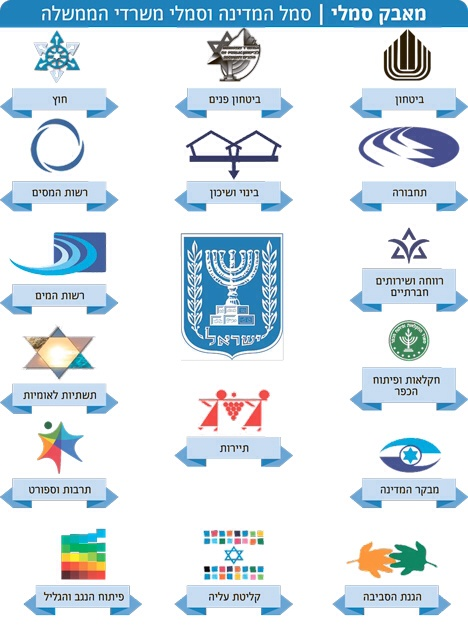 מאבק סמלי | סמל המדינה וסמלי משרדי הממשלה
ביטחון
ביטחון פנים
חוץ
תחבורה
בינוי ושיכון
רשות המסים
רווחה ושירותים
חברתיים
ישראל
רשות המים
חקלאות ופיתוח
הכפר
תשתיות לאומיות
תיירות
מבקר המדינה
תרבות וספורט
הגנת הסביבה
קליטת עליה
פיתוח הנגב והגליל